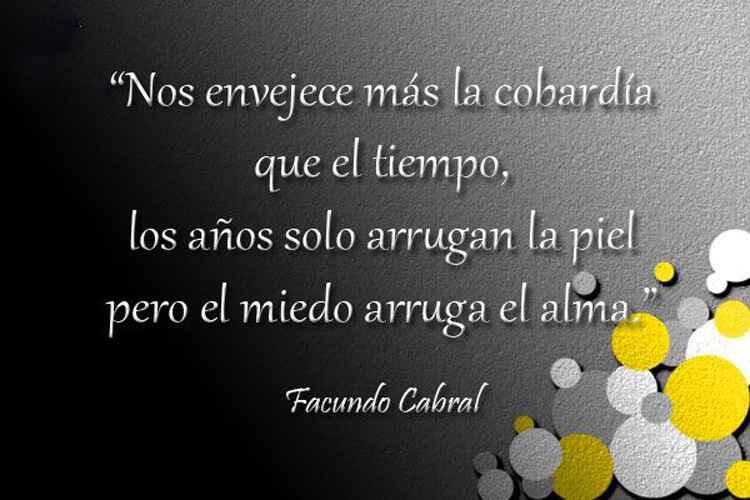 “Nos envejece más la cobardía
que el tiempo,
los años solo arrugan la piel
pero el miedo arruga el alma.”
Facundo Cabral